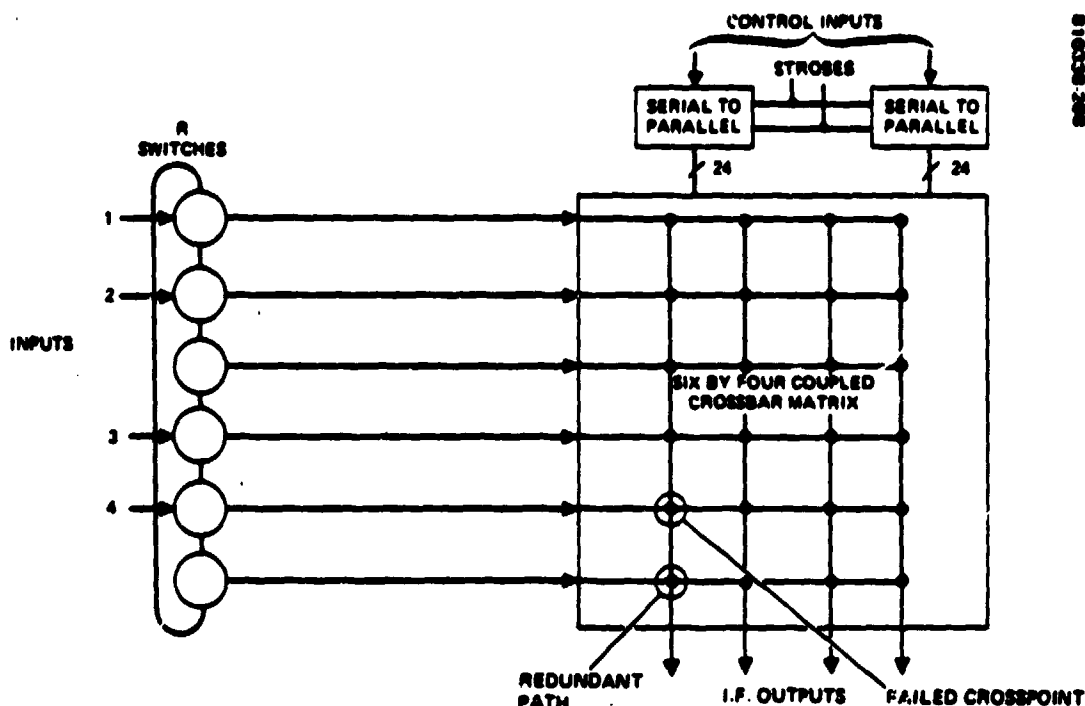 CONTROL INPUTS
STROBES
SERIAL TO
PARALLEL
SERIAL TO
PARALLEL
24
24
R
SWITCHES
1
2
INPUTS
3
4
SIX BY FOUR COUPLED
CROSSBAR MATRIX
REDUNDANT
PATH
I.F. OUTPUTS
FAILED CROSSPOINT